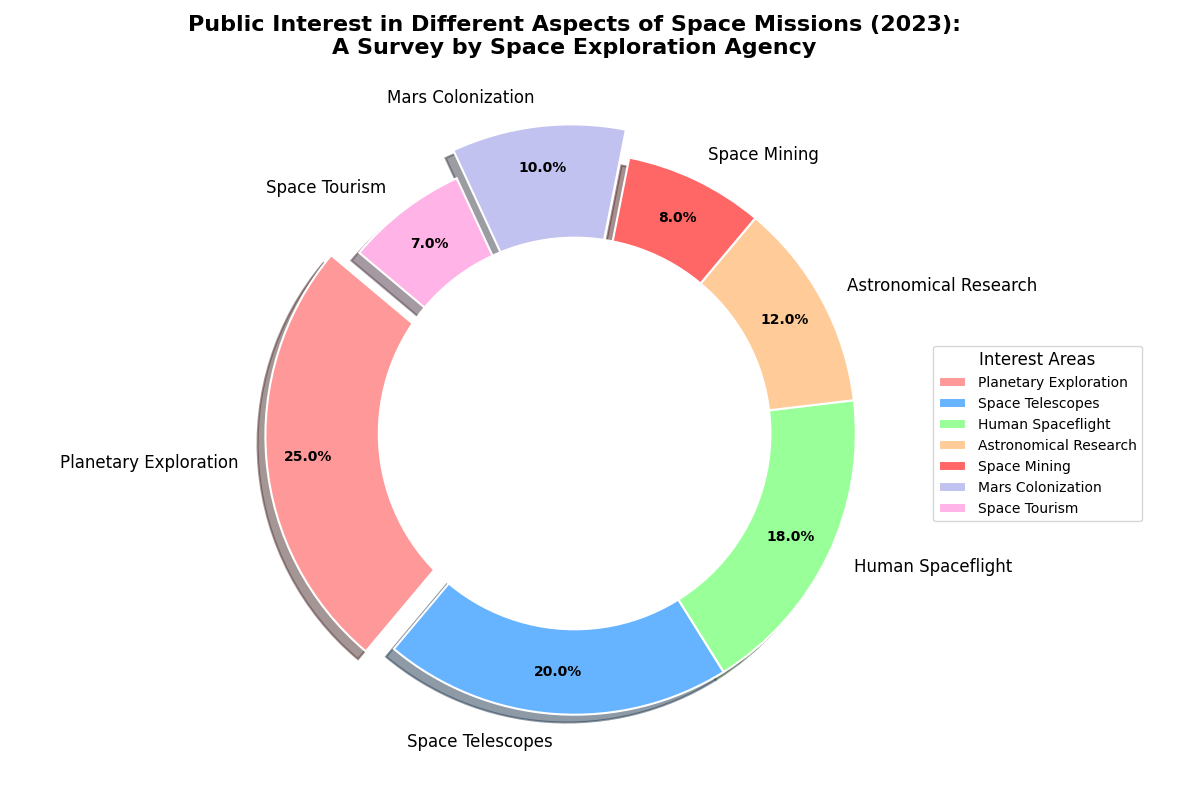 Public Interest in Different Aspects of Space Missions (2023):
A Survey by Space Exploration Agency
Mars Colonization
10.0%
Space Mining
8.0%
Space Tourism
7.0%
Astronomical Research
12.0%
Planetary Exploration
25.0%
Human Spaceflight
18.0%
Space Telescopes
20.0%
Interest Areas
Planetary Exploration
Space Telescopes
Human Spaceflight
Astronomical Research
Space Mining
Mars Colonization
Space Tourism